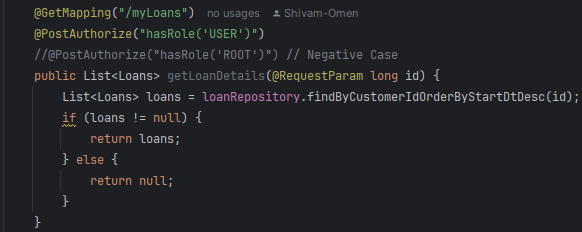 @GetMapping("/myLoans") no usages Shivam-Omen
@PostAuthorize("hasRole('USER')")
//@PostAuthorize("hasRole('ROOT')") // Negative Case
public List<Loans> getLoanDetails(@RequestParam long id) {
    List<Loans> loans = loanRepository.findByCustomerIdOrderByStartDtDesc(id);
    if (loans != null) {
        return loans;
    } else {
        return null;
    }
}